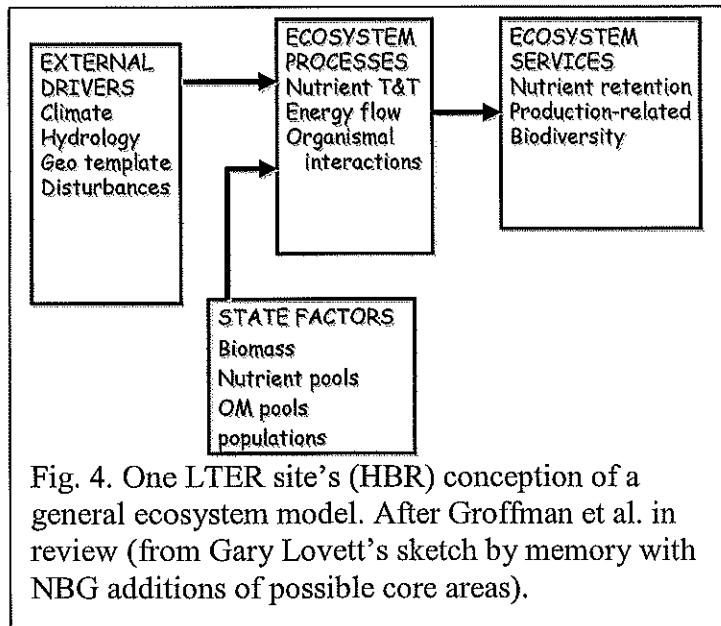 EXTERNAL
DRIVERS
Climate
Hydrology
Geo template
Disturbances
ECOSYSTEM
PROCESSES
Nutrient T&T
Energy flow
Organismal
interactions
ECOSYSTEM
SERVICES
Nutrient retention
Production-related
Biodiversity
STATE FACTORS
Biomass
Nutrient pools
OM pools
populations
Fig. 4. One LTER site's (HBR) conception of a
general ecosystem model. After Groffman et al. in
review (from Gary Lovett's sketch by memory with
NBG additions of possible core areas).